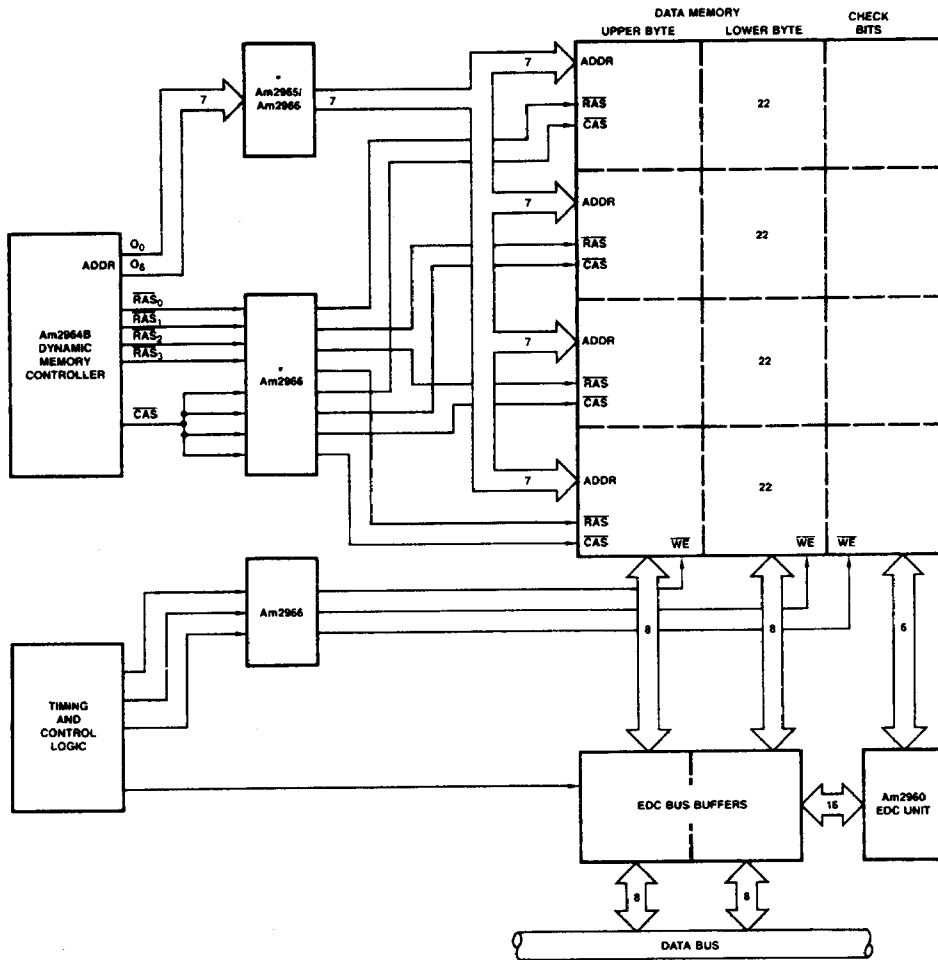 DATA MEMORY
UPPER BYTE
LOWER BYTE
CHECK
BITS
*
Am2965/
Am2966
7
7
7
ADDR
RAS
CAS
22
7
ADDR
RAS
CAS
22
7
ADDR
RAS
CAS
22
7
ADDR
RAS
CAS
22
WE
WE
WE
O0
ADDR
O6
RAS0
RAS1
RAS2
RAS3
CAS
Am2964B
DYNAMIC
MEMORY
CONTROLLER
*
Am2966
Am2966
TIMING
AND
CONTROL
LOGIC
8
8
6
EDC BUS BUFFERS
16
Am2960
EDC UNIT
8
8
DATA BUS